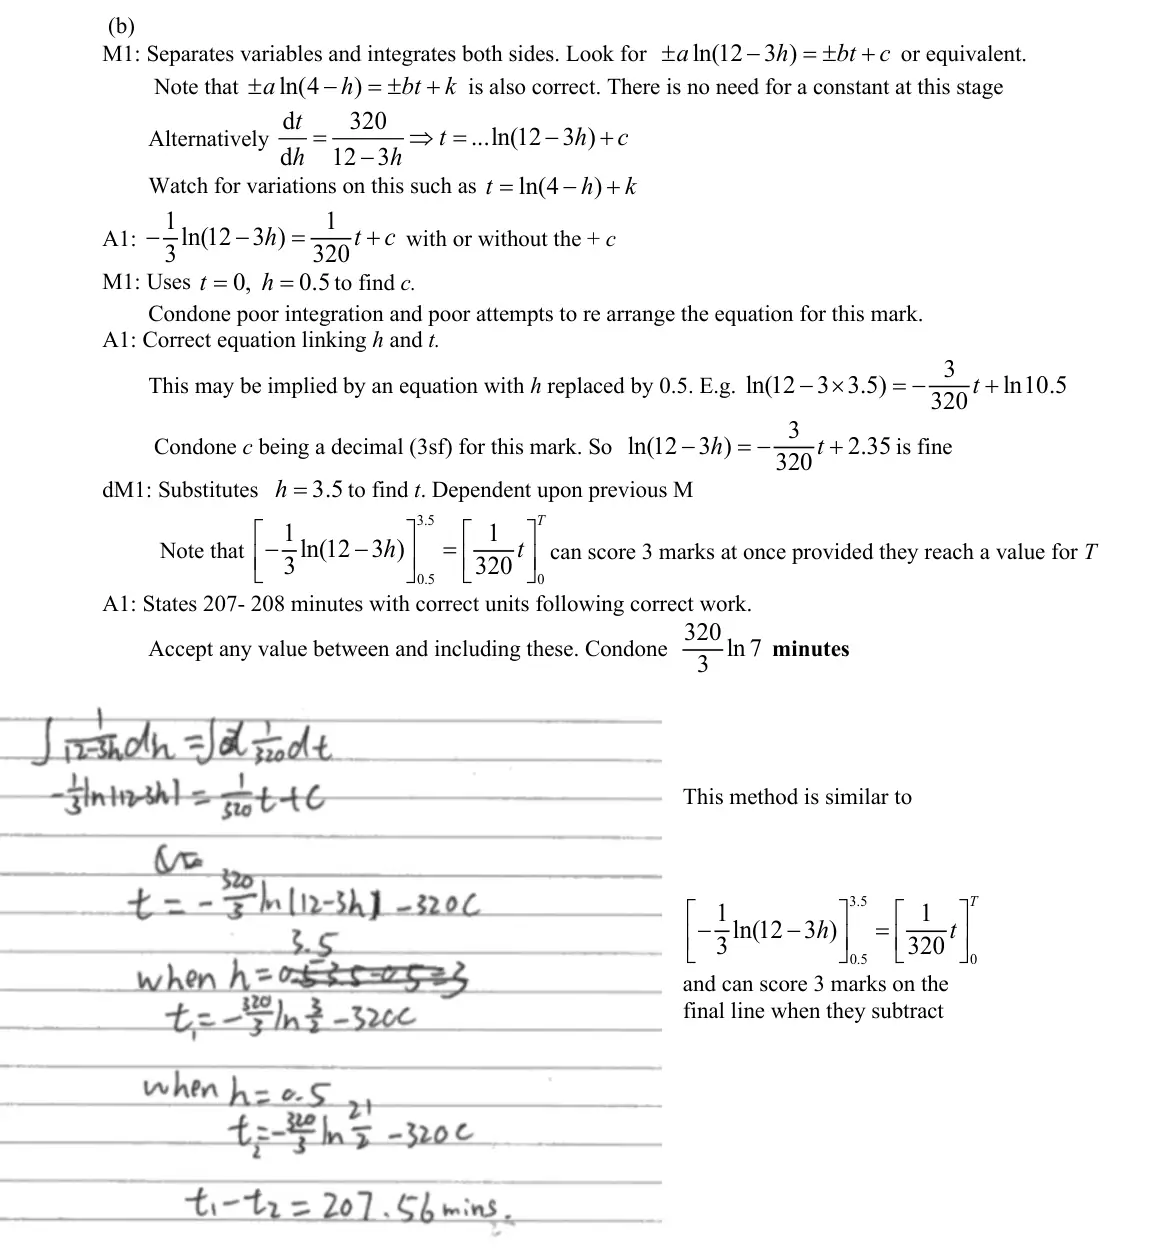 (b)
M1: Separates variables and integrates both sides. Look for ±a ln(12 − 3h) = ±bt + c or equivalent.
Note that ±a ln(4 − h) = ±bt + k is also correct. There is no need for a constant at this stage
Alternatively dt/dh = 320/(12 − 3h) ⇒ t = ...ln(12 − 3h) + c
Watch for variations on this such as t = ln(4 − h) + k
A1: −1/3 ln(12 − 3h) = 1/320 t + c with or without the + c
M1: Uses t = 0, h = 0.5 to find c.
Condone poor integration and poor attempts to re arrange the equation for this mark.
A1: Correct equation linking h and t.
This may be implied by an equation with h replaced by 0.5. E.g. ln(12 − 3 × 3.5) = −3/320 t + ln10.5
Condone c being a decimal (3sf) for this mark. So ln(12 − 3h) = −3/320 t + 2.35 is fine
dM1: Substitutes h = 3.5 to find t. Dependent upon previous M
Note that [−1/3 ln(12 − 3h)]_0.5^3.5 = [1/320 t]_0^T can score 3 marks at once provided they reach a value for T
A1: States 207- 208 minutes with correct units following correct work.
Accept any value between and including these. Condone 320/3 ln 7 minutes
∫ 1/(12-3h) dh = ∫ 1/320 dt
-1/3 ln|12-3h| = 1/320 t + C
t = - 320/3 ln|12-3h| - 320C
3.5
when h =
t₁ = - 320/3 ln 3/2 - 320C
when h = 0.5
t₂ = - 320/3 ln 21/2 - 320C
t₁ - t₂ = 207.56 mins.
This method is similar to
[−1/3 ln(12 − 3h)]_0.5^3.5 = [1/320 t]_0^T
and can score 3 marks on the
final line when they subtract